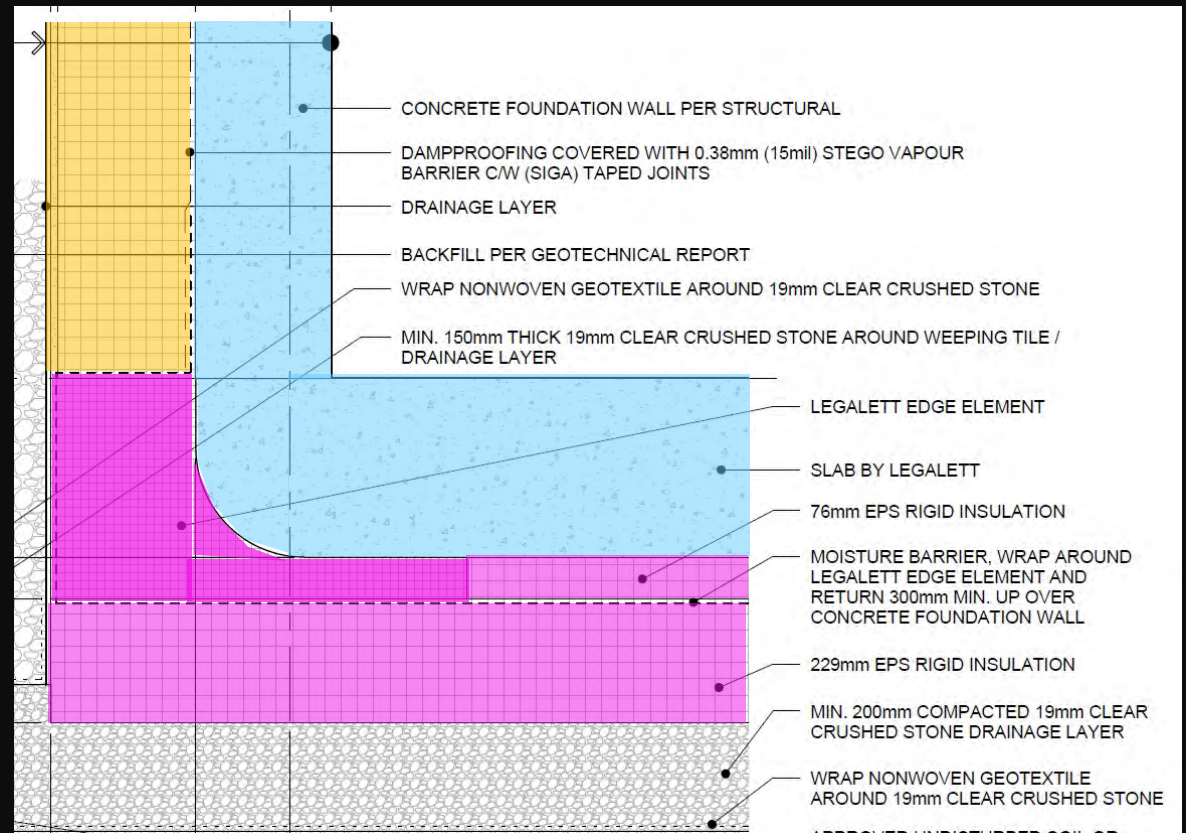 CONCRETE FOUNDATION WALL PER STRUCTURAL
DAMPPROOFING COVERED WITH 0.38mm (15mil) STEGO VAPOUR
BARRIER C/W (SIGA) TAPED JOINTS
DRAINAGE LAYER
BACKFILL PER GEOTECHNICAL REPORT
WRAP NONWOVEN GEOTEXTILE AROUND 19mm CLEAR CRUSHED STONE
MIN. 150mm THICK 19mm CLEAR CRUSHED STONE AROUND WEEPING TILE /
DRAINAGE LAYER
LEGALETT EDGE ELEMENT
SLAB BY LEGALETT
76mm EPS RIGID INSULATION
MOISTURE BARRIER, WRAP AROUND
LEGALETT EDGE ELEMENT AND
RETURN 300mm MIN. UP OVER
CONCRETE FOUNDATION WALL
229mm EPS RIGID INSULATION
MIN. 200mm COMPACTED 19mm CLEAR
CRUSHED STONE DRAINAGE LAYER
WRAP NONWOVEN GEOTEXTILE
AROUND 19mm CLEAR CRUSHED STONE